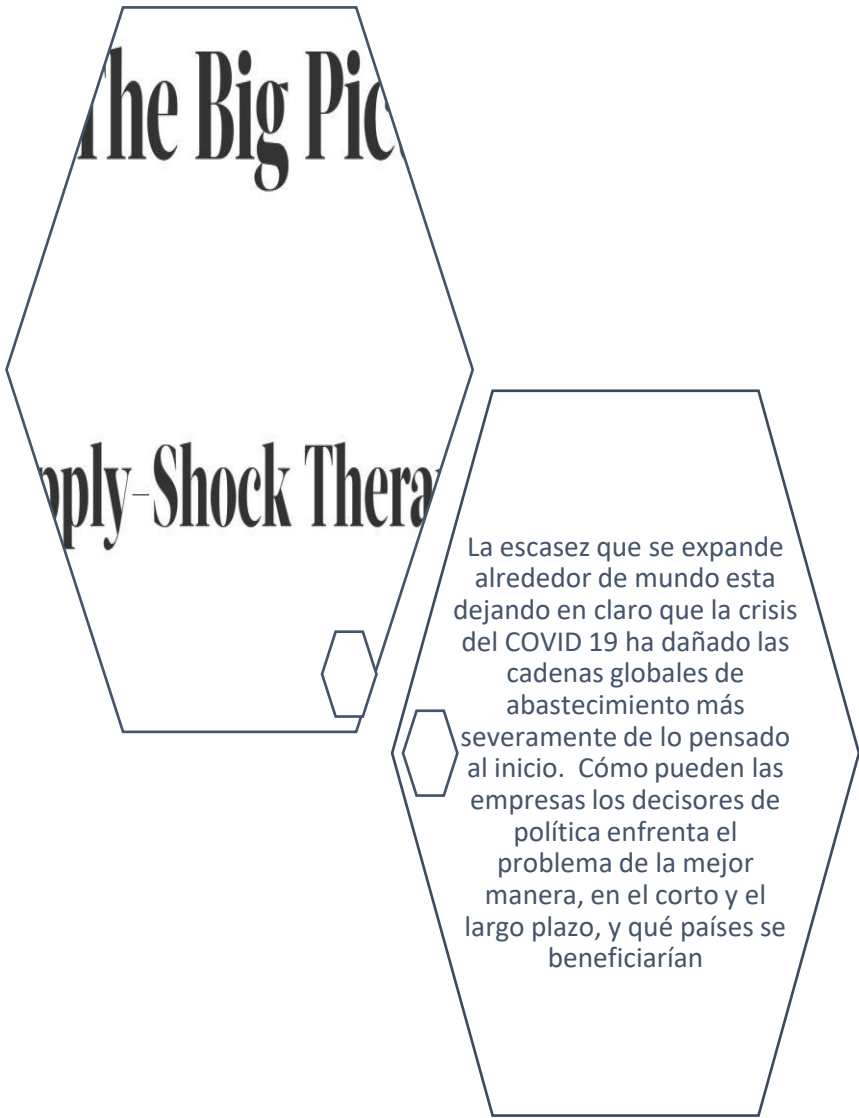 The Big Pic
pply-Shock Thera
La escasez que se expande
alrededor de mundo esta
dejando en claro que la crisis
del COVID 19 ha dañado las
cadenas globales de
abastecimiento más
severamente de lo pensado
al inicio. Cómo pueden las
empresas los decisores de
política enfrenta el
problema de la mejor
manera, en el corto y el
largo plazo, y qué países se
beneficiarían